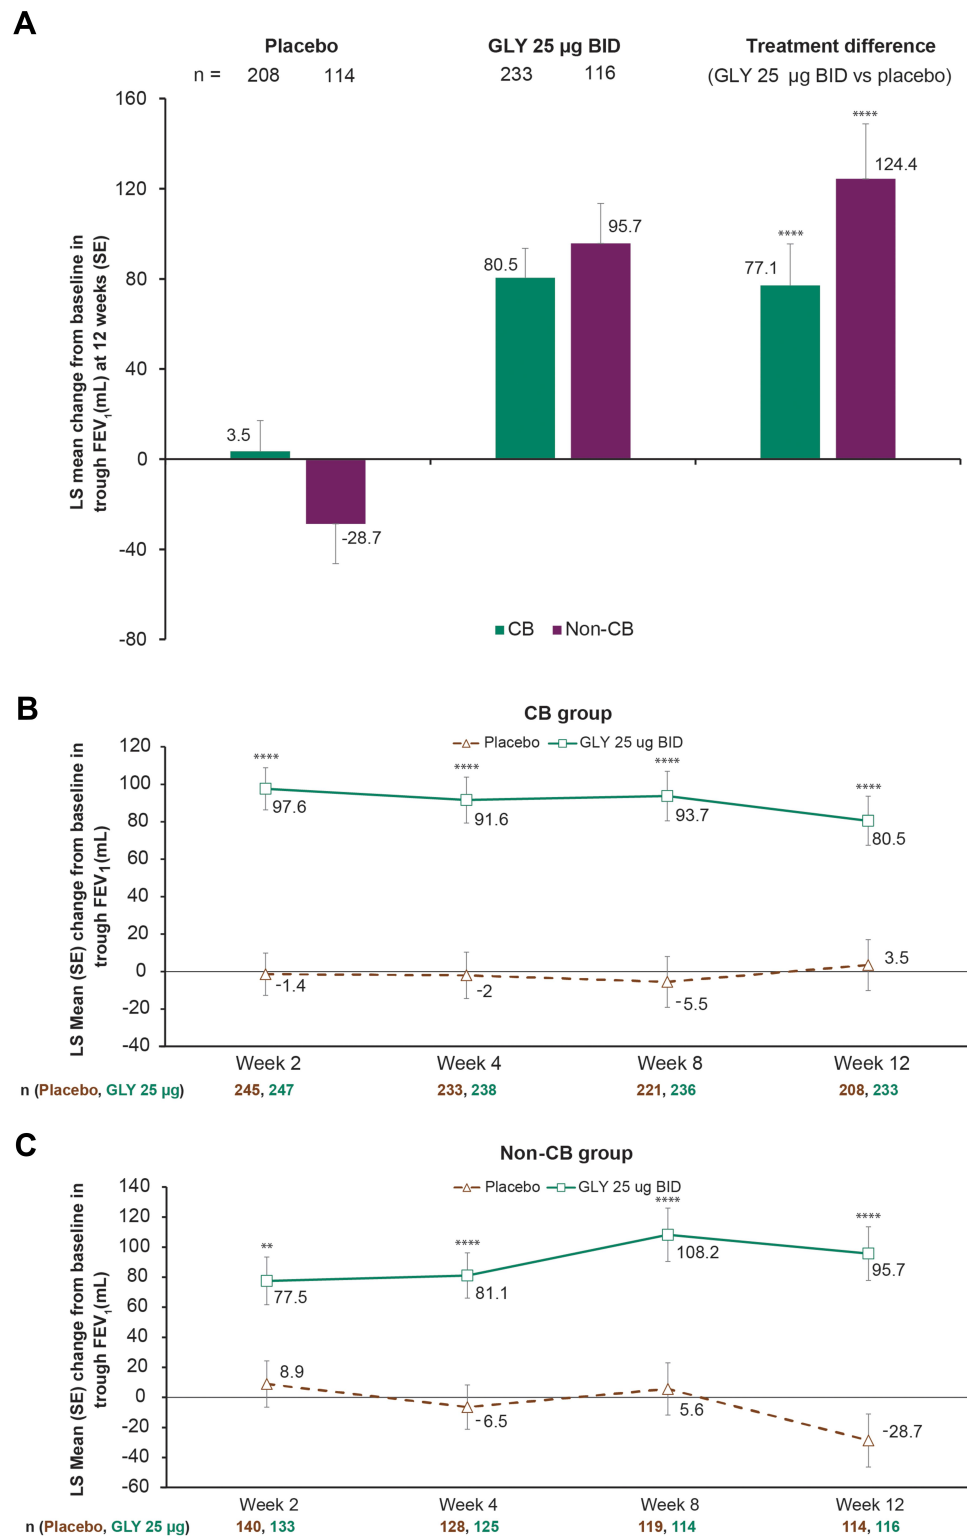 A
Placebo GLY 25 µg BID Treatment difference
n = 208 114 233 116 (GLY 25 µg BID vs placebo)
LS mean change from baseline in
trough FEV1(mL) at 12 weeks (SE)
160
120
80
40
0
-40
-80
3.5
-28.7
80.5
95.7
****
77.1
****
124.4
CB Non-CB
B
CB group
Placebo GLY 25 ug BID
LS Mean (SE) change from baseline in
trough FEV1(mL)
120
100
80
60
40
20
0
-20
-40
**** **** **** ****
97.6 91.6 93.7 80.5
-1.4 -2 -5.5 3.5
Week 2 Week 4 Week 8 Week 12
n (Placebo, GLY 25 µg) 245, 247 233, 238 221, 236 208, 233
C
Non-CB group
Placebo GLY 25 ug BID
LS Mean (SE) change from baseline in
trough FEV1(mL)
140
120
100
80
60
40
20
0
-20
-40
-60
** **** **** ****
77.5 81.1 108.2 95.7
8.9 -6.5 5.6 -28.7
Week 2 Week 4 Week 8 Week 12
n (Placebo, GLY 25 µg) 140, 133 128, 125 119, 114 114, 116